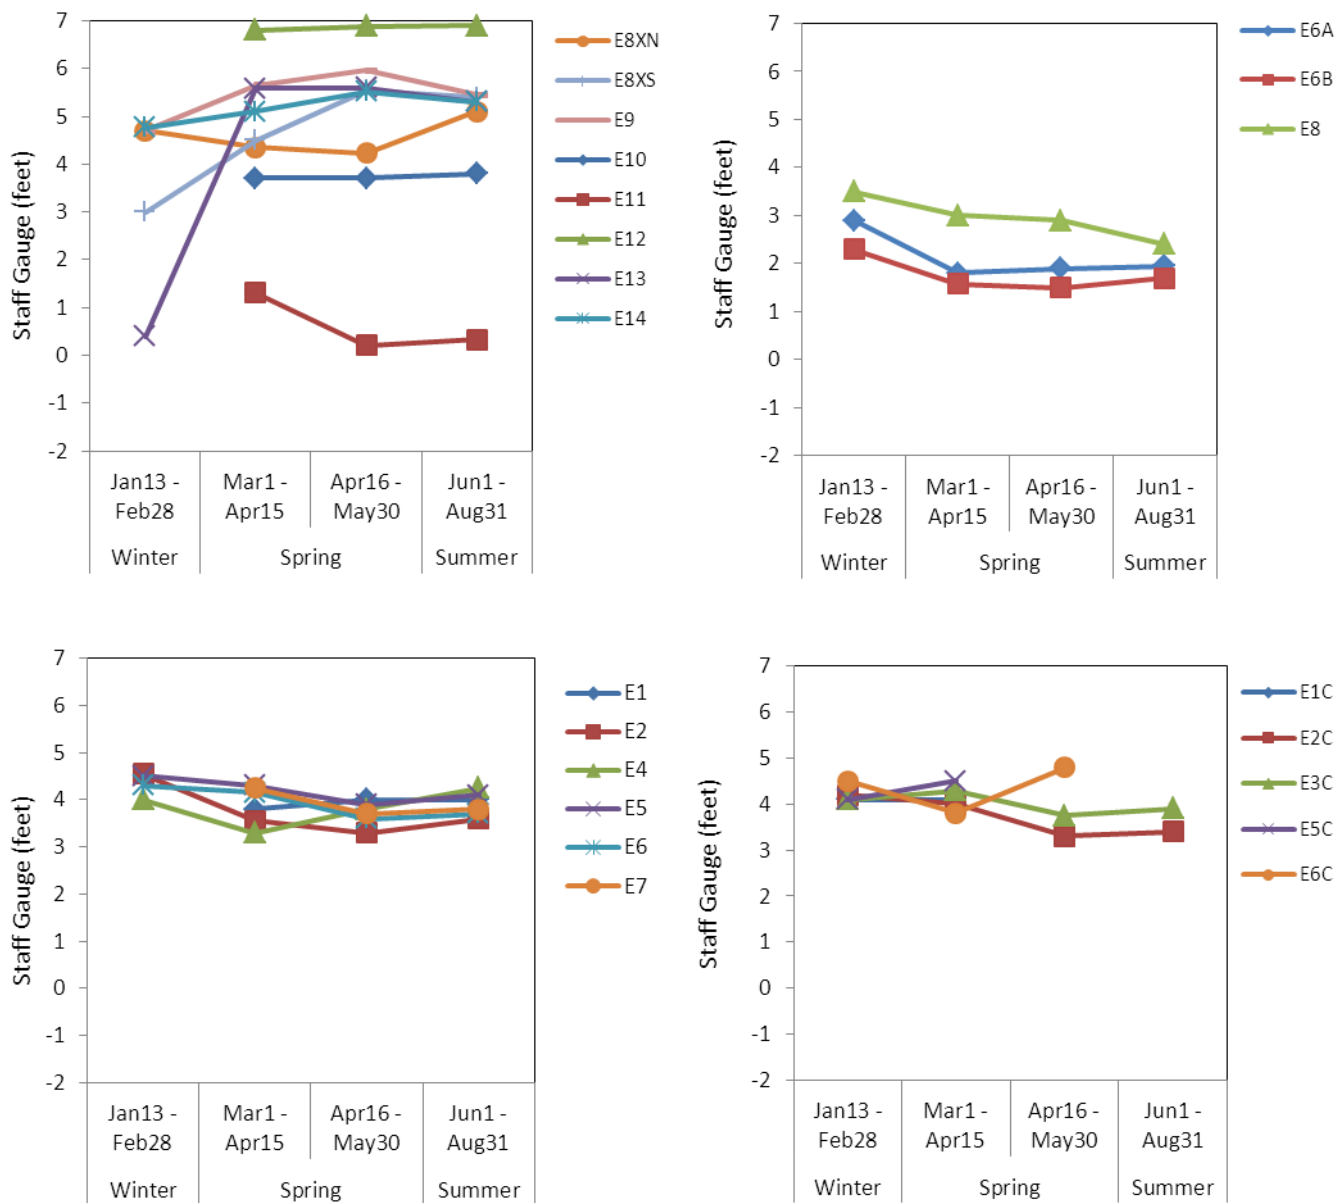 Staff Gauge (feet)
7
6
5
4
3
2
1
0
-1
-2
Jan13 -
Feb28
Mar1 -
Apr15
Apr16 -
May30
Jun1 -
Aug31
Winter
Spring
Summer
E8XN
E8XS
E9
E10
E11
E12
E13
E14
Staff Gauge (feet)
7
6
5
4
3
2
1
0
-1
-2
Jan13 -
Feb28
Mar1 -
Apr15
Apr16 -
May30
Jun1 -
Aug31
Winter
Spring
Summer
E6A
E6B
E8
Staff Gauge (feet)
7
6
5
4
3
2
1
0
-1
-2
Jan13 -
Feb28
Mar1 -
Apr15
Apr16 -
May30
Jun1 -
Aug31
Winter
Spring
Summer
E1
E2
E4
E5
E6
E7
Staff Gauge (feet)
7
6
5
4
3
2
1
0
-1
-2
Jan13 -
Feb28
Mar1 -
Apr15
Apr16 -
May30
Jun1 -
Aug31
Winter
Spring
Summer
E1C
E2C
E3C
E5C
E6C